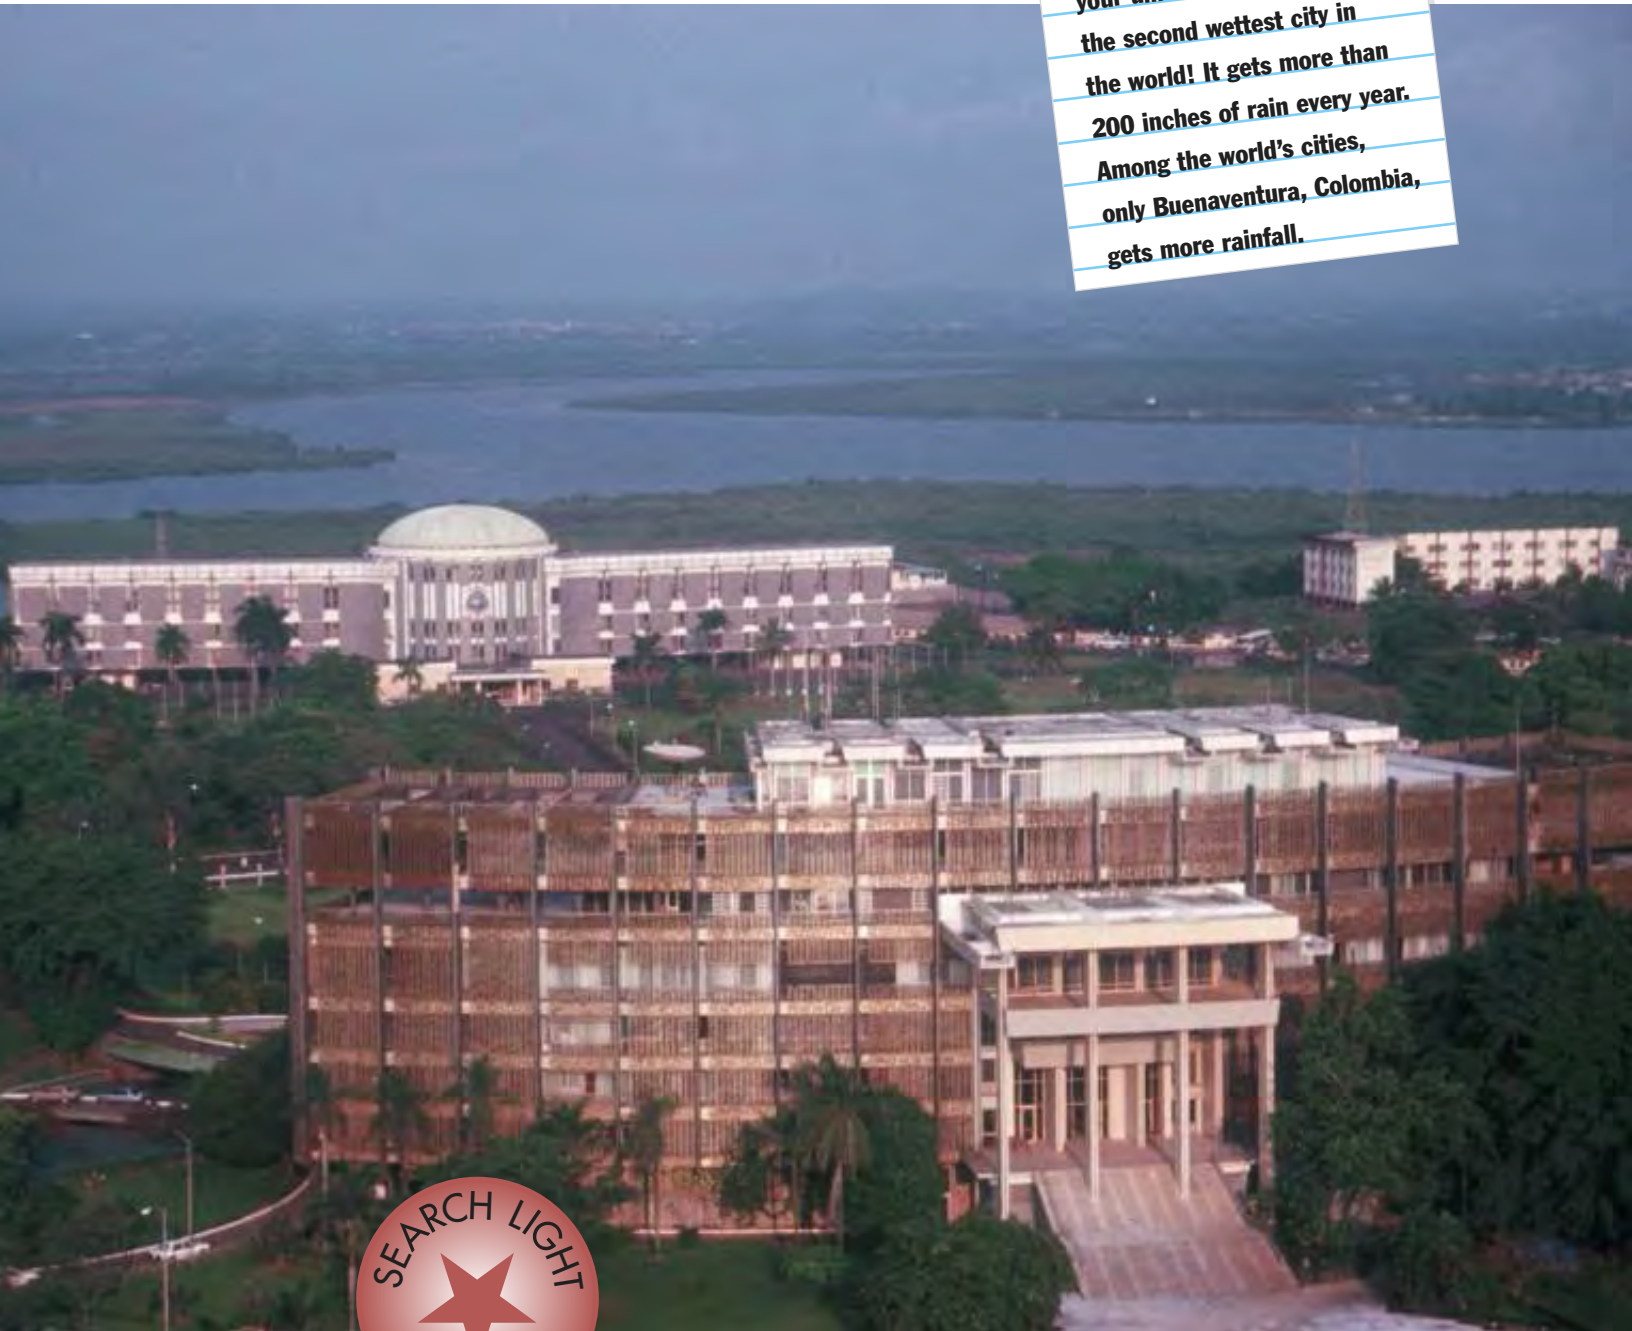 the second wettest city in
the world! It gets more than
200 inches of rain every year.
Among the world's cities,
only Buenaventura, Colombia,
gets more rainfall.
SEARCH LIGHT